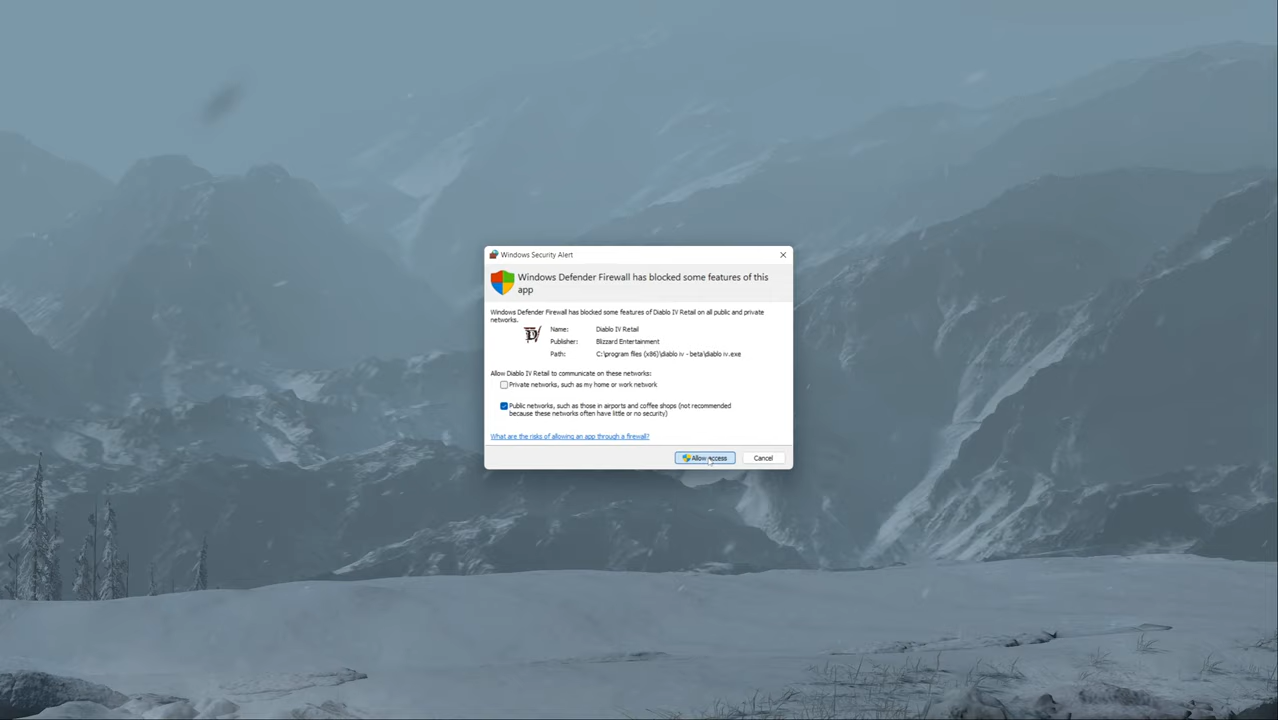 Windows Security Alert
Windows Defender Firewall has blocked some features of this
app
Windows Defender Firewall has blocked some features of Diablo IV Retail on all public and private
networks.
Name: Diablo IV Retail
Publisher: Blizzard Entertainment
Path: C:\program files (x86)\diablo iv - beta\diablo iv.exe
Allow Diablo IV Retail to communicate on these networks:
Private networks, such as my home or work network
Public networks, such as those in airports and coffee shops (not recommended
because these networks often have little or no security)
What are the risks of allowing an app through a firewall?
Allow access Cancel